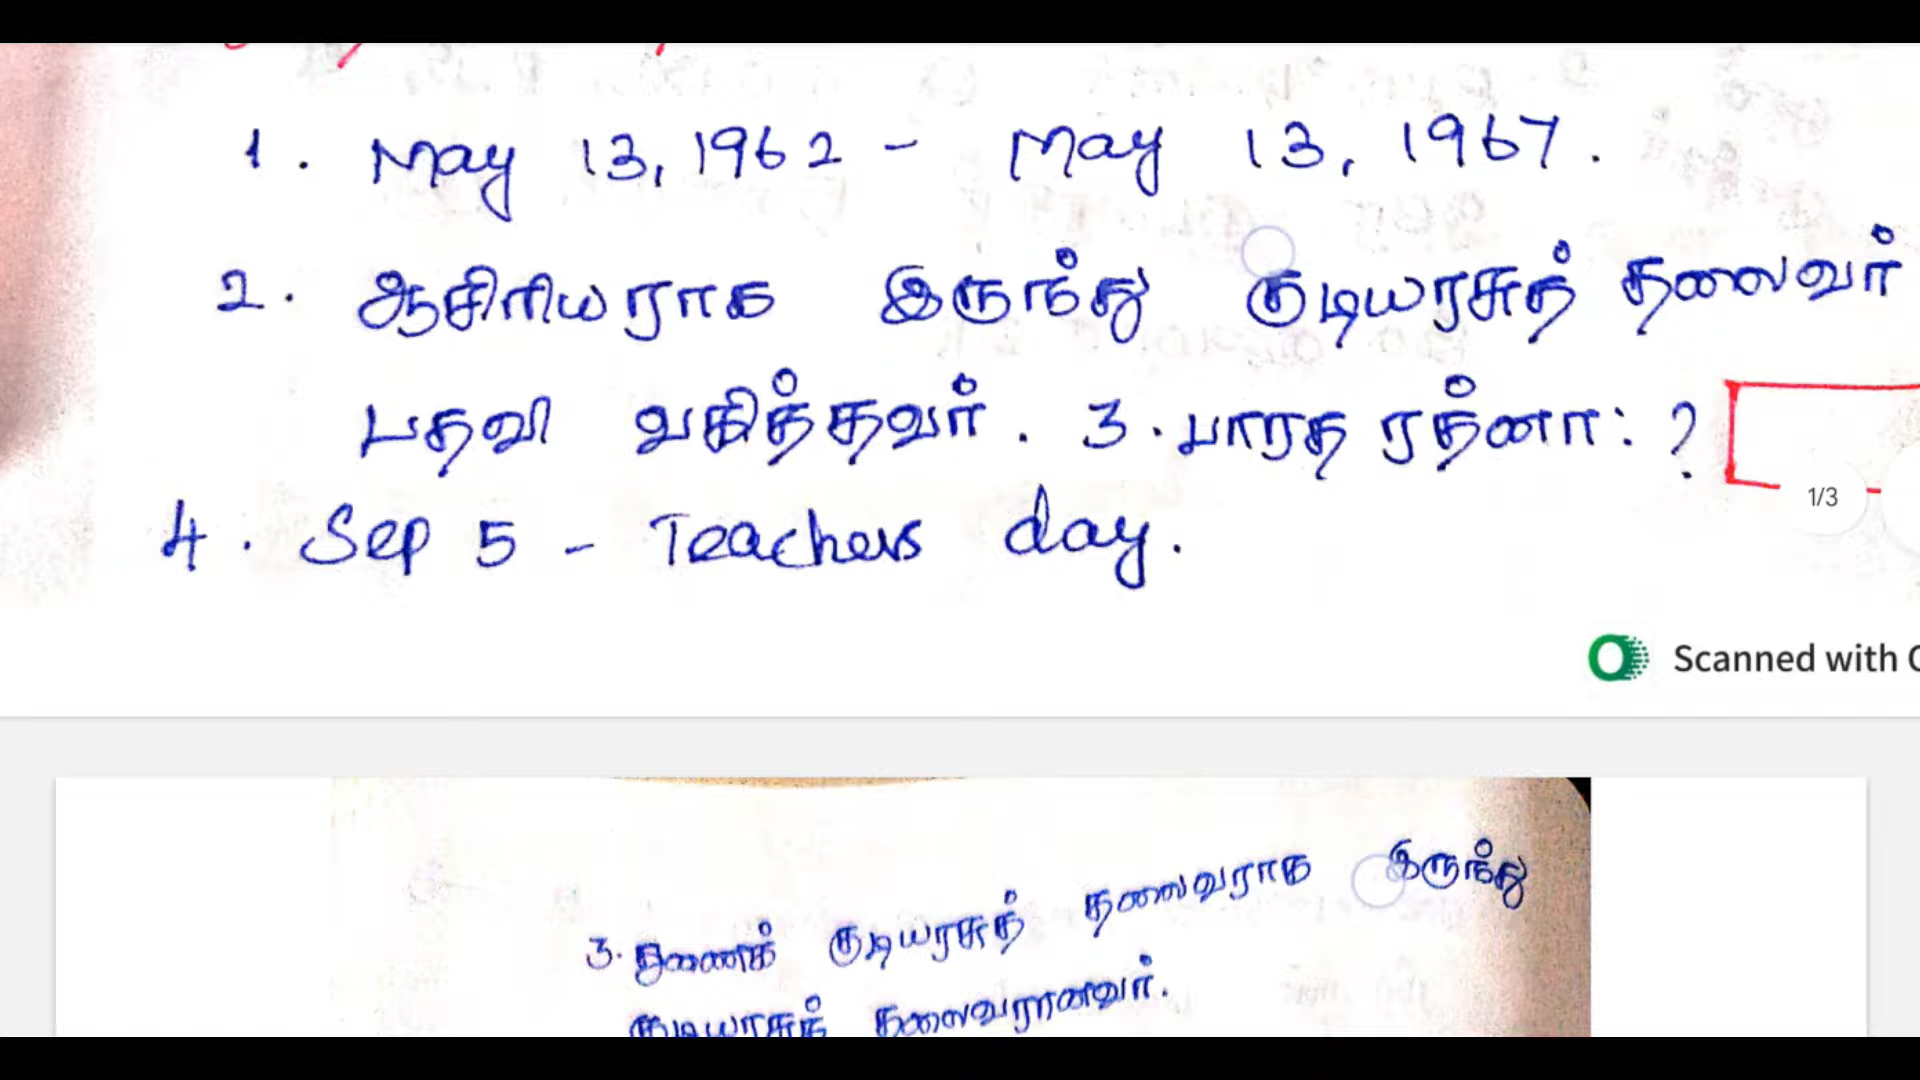 1. May 13, 1962 - May 13, 1967.
2. ஆசிரியராக இருந்து குடியரசுத் தலைவர்
பதவி வகித்தவர். 3. பாரத ரத்னா: ?
1/3
4. Sep 5 - Teachers day.
Scanned with
3. துணைக் குடியரசுத் தலைவராக இருந்து
குடியரசுத் தலைவரானவர்.